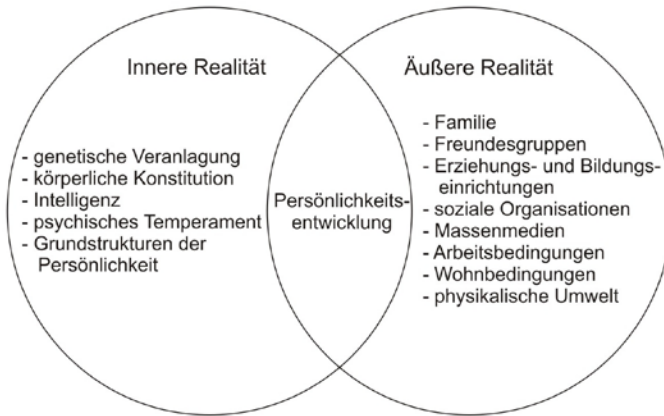 Innere Realität
- genetische Veranlagung
- körperliche Konstitution
- Intelligenz
- psychisches Temperament
- Grundstrukturen der
Persönlichkeit
Persönlichkeits-
entwicklung
Äußere Realität
- Familie
- Freundesgruppen
- Erziehungs- und Bildungs-
einrichtungen
- soziale Organisationen
- Massenmedien
- Arbeitsbedingungen
- Wohnbedingungen
- physikalische Umwelt